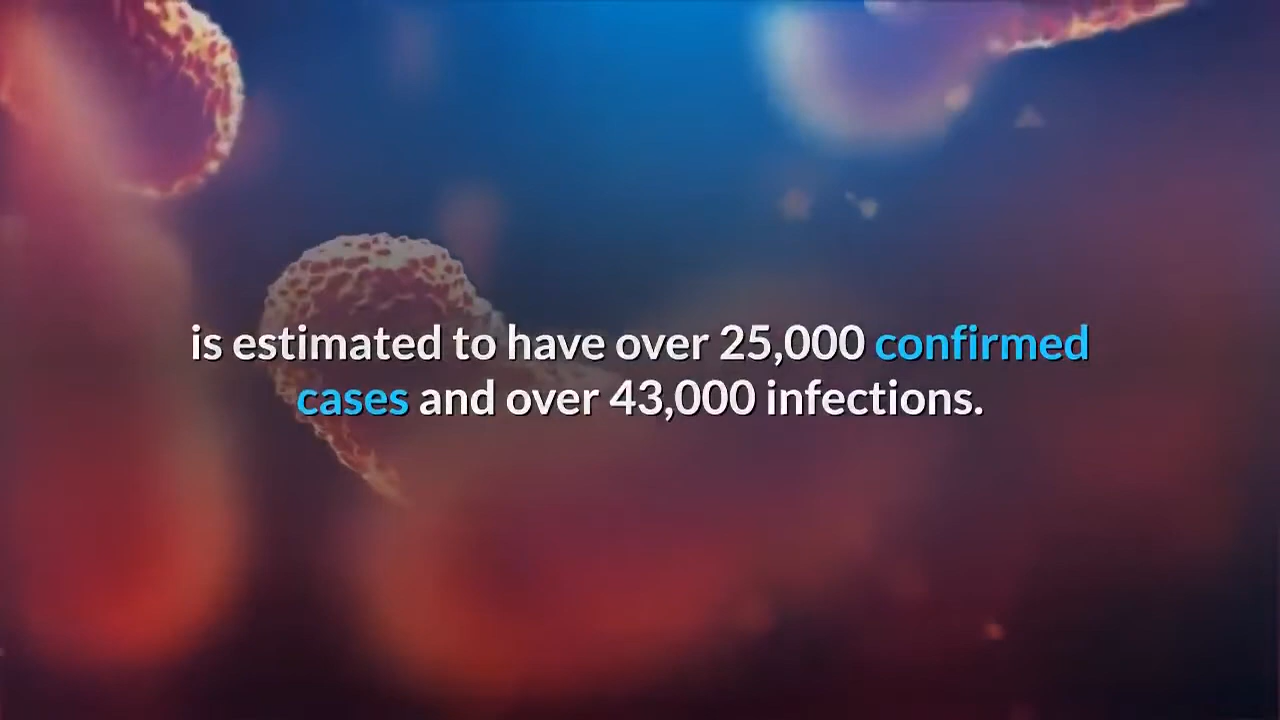 is estimated to have over 25,000 confirmed
cases and over 43,000 infections.